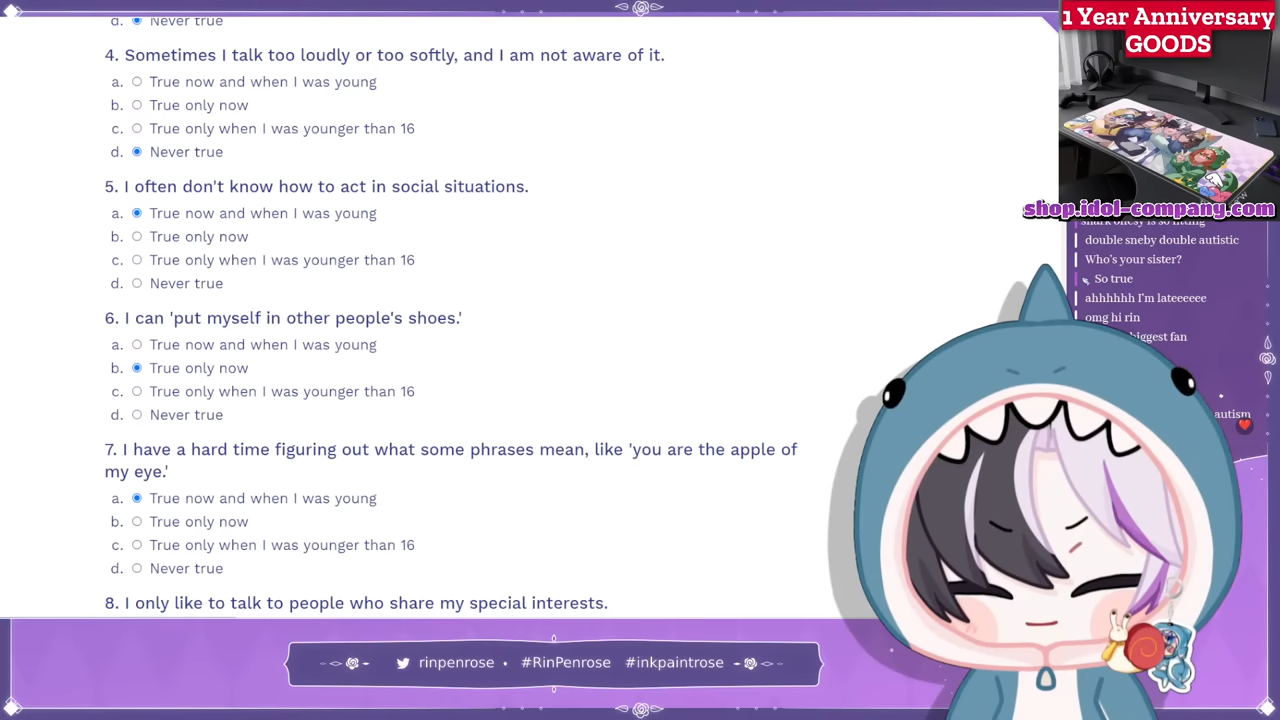 d. Never true
4. Sometimes I talk too loudly or too softly, and I am not aware of it.
a. True now and when I was young
b. True only now
c. True only when I was younger than 16
d. Never true
5. I often don't know how to act in social situations.
a. True now and when I was young
b. True only now
c. True only when I was younger than 16
d. Never true
6. I can 'put myself in other people's shoes.'
a. True now and when I was young
b. True only now
c. True only when I was younger than 16
d. Never true
7. I have a hard time figuring out what some phrases mean, like 'you are the apple of
my eye.'
a. True now and when I was young
b. True only now
c. True only when I was younger than 16
d. Never true
8. I only like to talk to people who share my special interests.
1 Year Anniversary
GOODS
shop.idol-company.com
shark onesy is so fitting
double sneby double autistic
Who's your sister?
So true
ahhhhhh I'm lateeeeee
omg hi rin
biggest fan
autism
rinpenrose • #RinPenrose #inkpaintrose